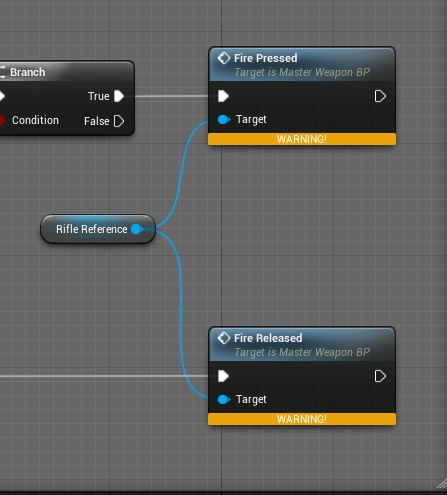 Branch
True
Condition
False
Fire Pressed
Target is Master Weapon BP
Target
WARNING!
Rifle Reference
Fire Released
Target is Master Weapon BP
Target
WARNING!